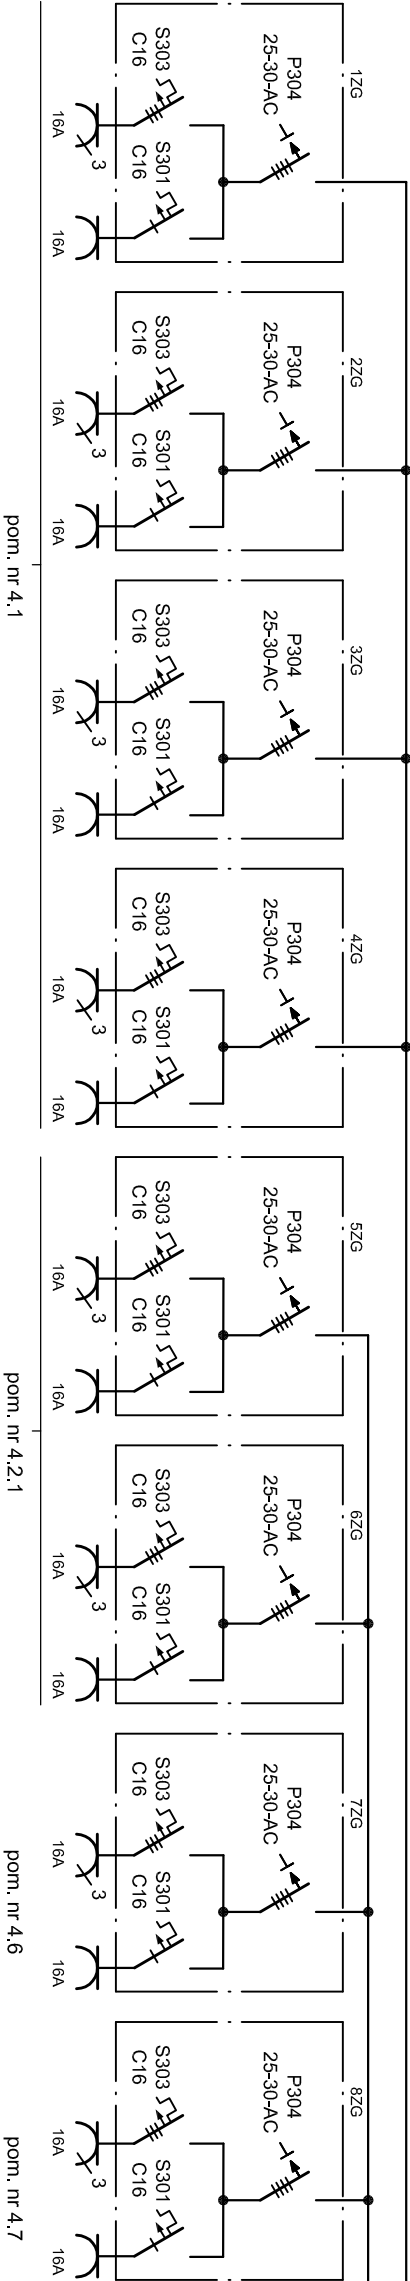 1ZG
P304
25-30-AC
S303
C16
S301
C16
16A
3
16A
2ZG
P304
25-30-AC
S303
C16
S301
C16
16A
3
16A
3ZG
P304
25-30-AC
S303
C16
S301
C16
16A
3
16A
4ZG
P304
25-30-AC
S303
C16
S301
C16
16A
3
16A
pom. nr 4.1
5ZG
P304
25-30-AC
S303
C16
S301
C16
16A
3
16A
6ZG
P304
25-30-AC
S303
C16
S301
C16
16A
3
16A
pom. nr 4.2.1
7ZG
P304
25-30-AC
S303
C16
S301
C16
16A
3
16A
pom. nr 4.6
8ZG
P304
25-30-AC
S303
C16
S301
C16
16A
3
16A
pom. nr 4.7